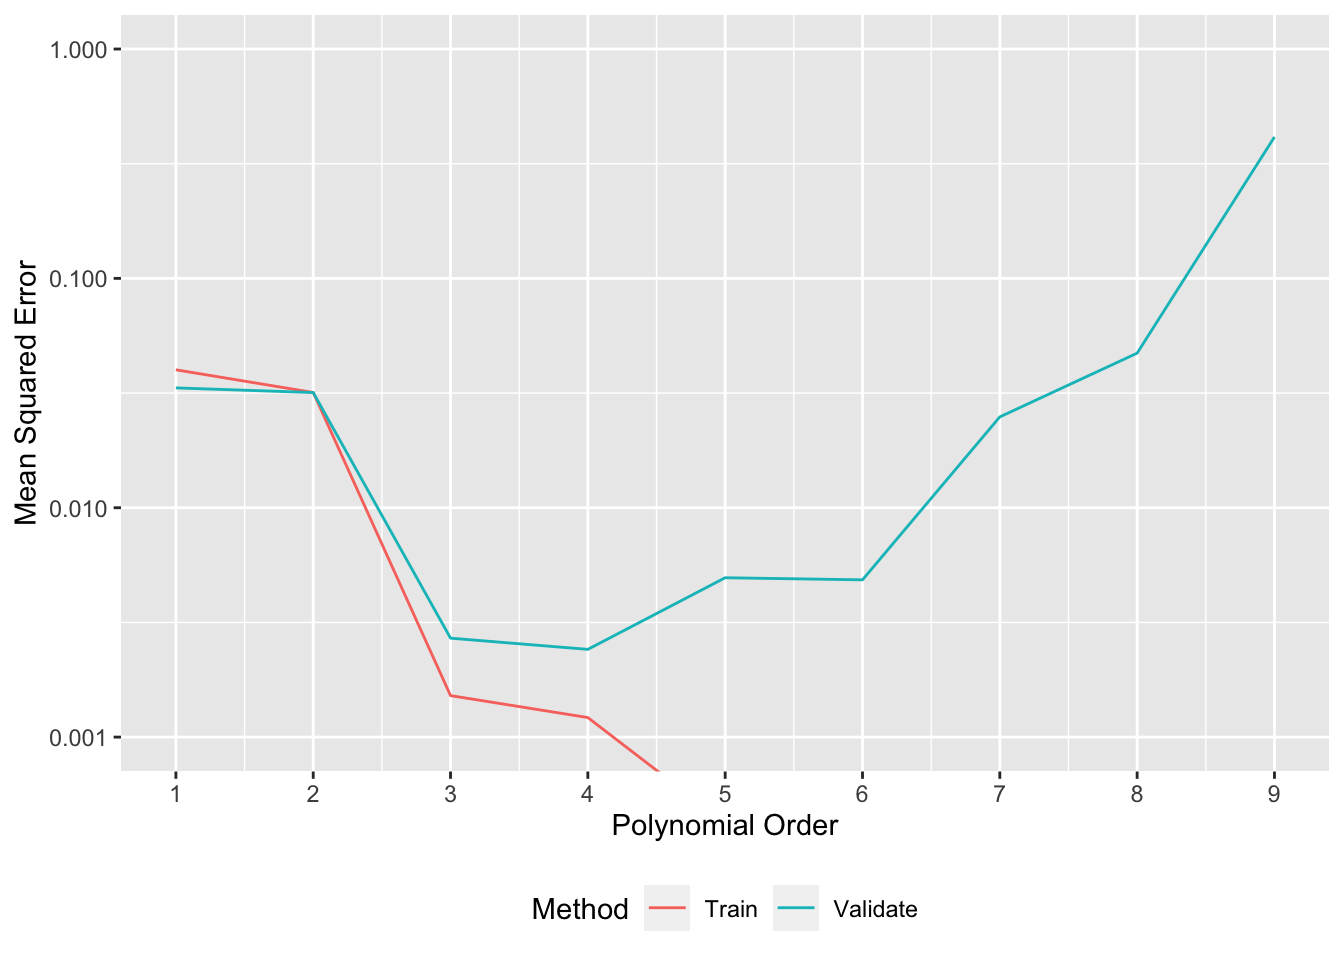 1.000
0.100
0.010
0.001
Mean Squared Error
1 2 3 4 5 6 7 8 9
Polynomial Order
Method Train Validate